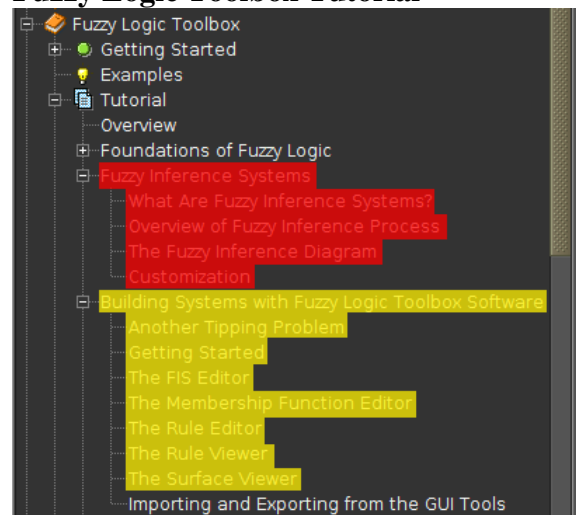 Fuzzy Logic Toolbox Tutorial
Fuzzy Logic Toolbox
Getting Started
Examples
Tutorial
Overview
Foundations of Fuzzy Logic
Fuzzy Inference Systems
What Are Fuzzy Inference Systems?
Overview of Fuzzy Inference Process
The Fuzzy Inference Diagram
Customization
Building Systems with Fuzzy Logic Toolbox Software
Another Tipping Problem
Getting Started
The FIS Editor
The Membership Function Editor
The Rule Editor
The Rule Viewer
The Surface Viewer
Importing and Exporting from the GUI Tools